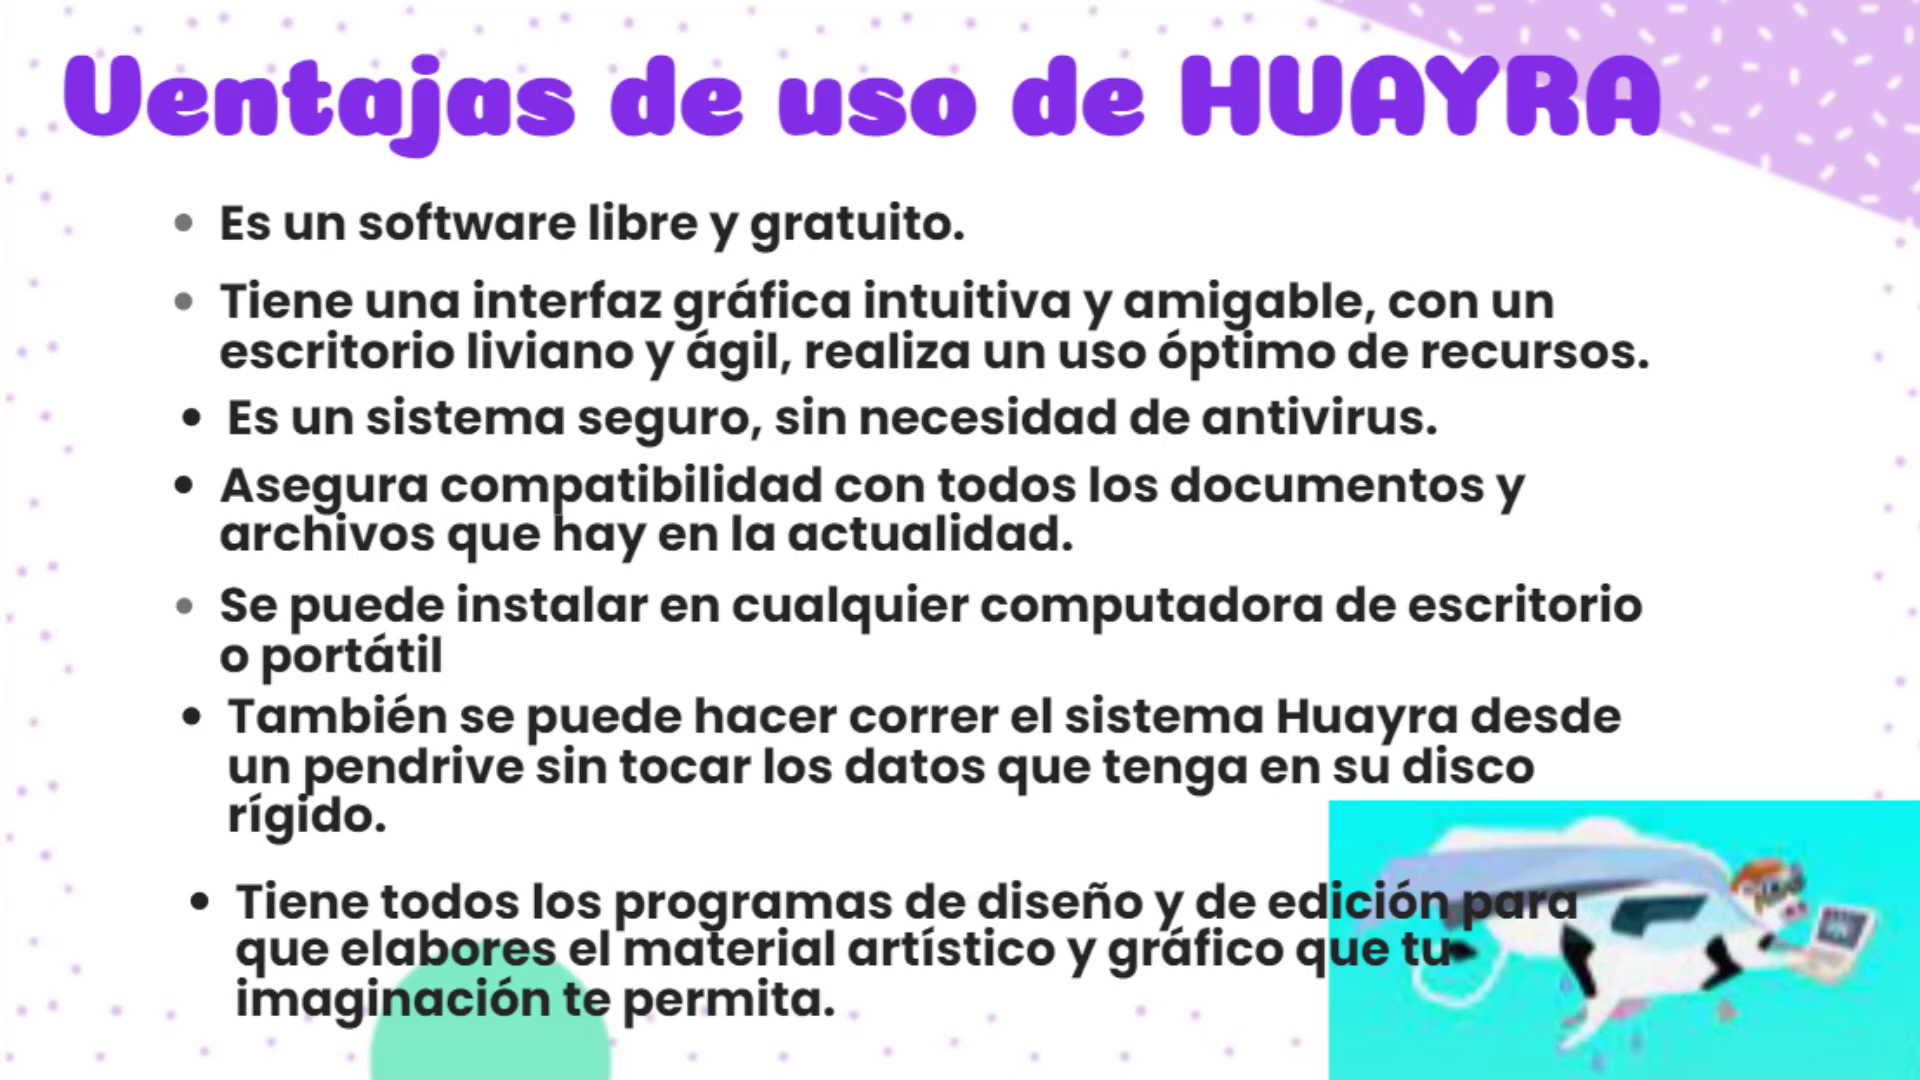 Ventajas de uso de HUAYRA
• Es un software libre y gratuito.
• Tiene una interfaz gráfica intuitiva y amigable, con un
escritorio liviano y ágil, realiza un uso óptimo de recursos.
• Es un sistema seguro, sin necesidad de antivirus.
• Asegura compatibilidad con todos los documentos y
archivos que hay en la actualidad.
• Se puede instalar en cualquier computadora de escritorio
o portátil
• También se puede hacer correr el sistema Huayra desde
un pendrive sin tocar los datos que tenga en su disco
rígido.
• Tiene todos los programas de diseño y de edición para
que elabores el material artístico y gráfico que tu
imaginación te permita.